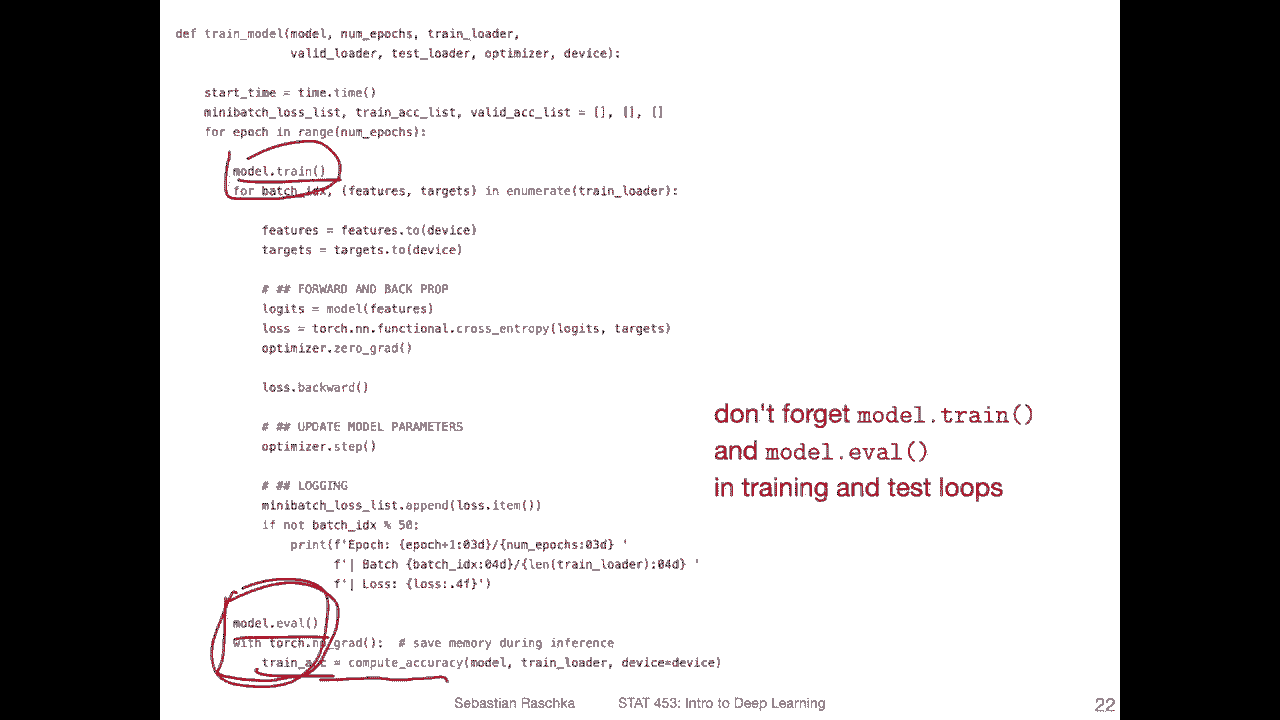 def train_model(model, num_epochs, train_loader,
valid_loader, test_loader, optimizer, device):
start_time = time.time()
minibatch_loss_list, train_acc_list, valid_acc_list = [], [], []
for epoch in range(num_epochs):
model.train()
for batch_idx, (features, targets) in enumerate(train_loader):
features = features.to(device)
targets = targets.to(device)
# ## FORWARD AND BACK PROP
logits = model(features)
loss = torch.nn.functional.cross_entropy(logits, targets)
optimizer.zero_grad()
loss.backward()
# ## UPDATE MODEL PARAMETERS
optimizer.step()
# ## LOGGING
minibatch_loss_list.append(loss.item())
if not batch_idx % 50:
print(f'Epoch: {epoch+1:03d}/{num_epochs:03d} '
f'| Batch {batch_idx:04d}/{len(train_loader):04d} '
f'| Loss: {loss:.4f}')
model.eval()
with torch.no_grad():  # save memory during inference
train_acc = compute_accuracy(model, train_loader, device=device)
don't forget model.train()
and model.eval()
in training and test loops
Sebastian Raschka STAT 453: Intro to Deep Learning 22